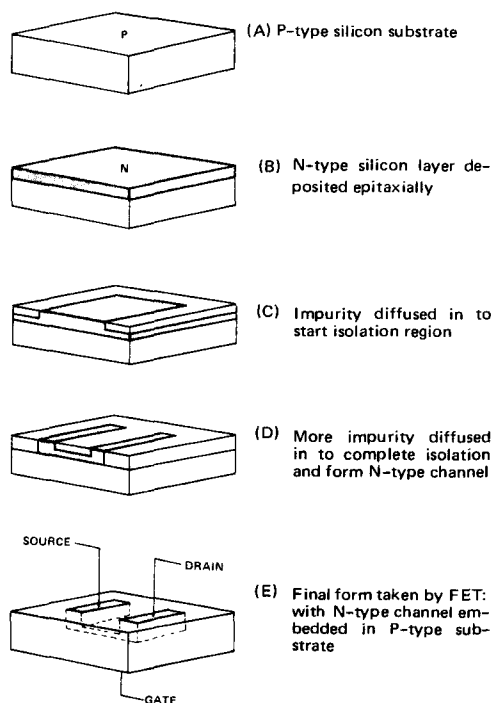 P
(A) P-type silicon substrate
N
(B) N-type silicon layer de-
posited epitaxially
(C) Impurity diffused in to
start isolation region
(D) More impurity diffused
in to complete isolation
and form N-type channel
SOURCE
DRAIN
(E) Final form taken by FET:
with N-type channel em-
bedded in P-type sub-
strate
GATE